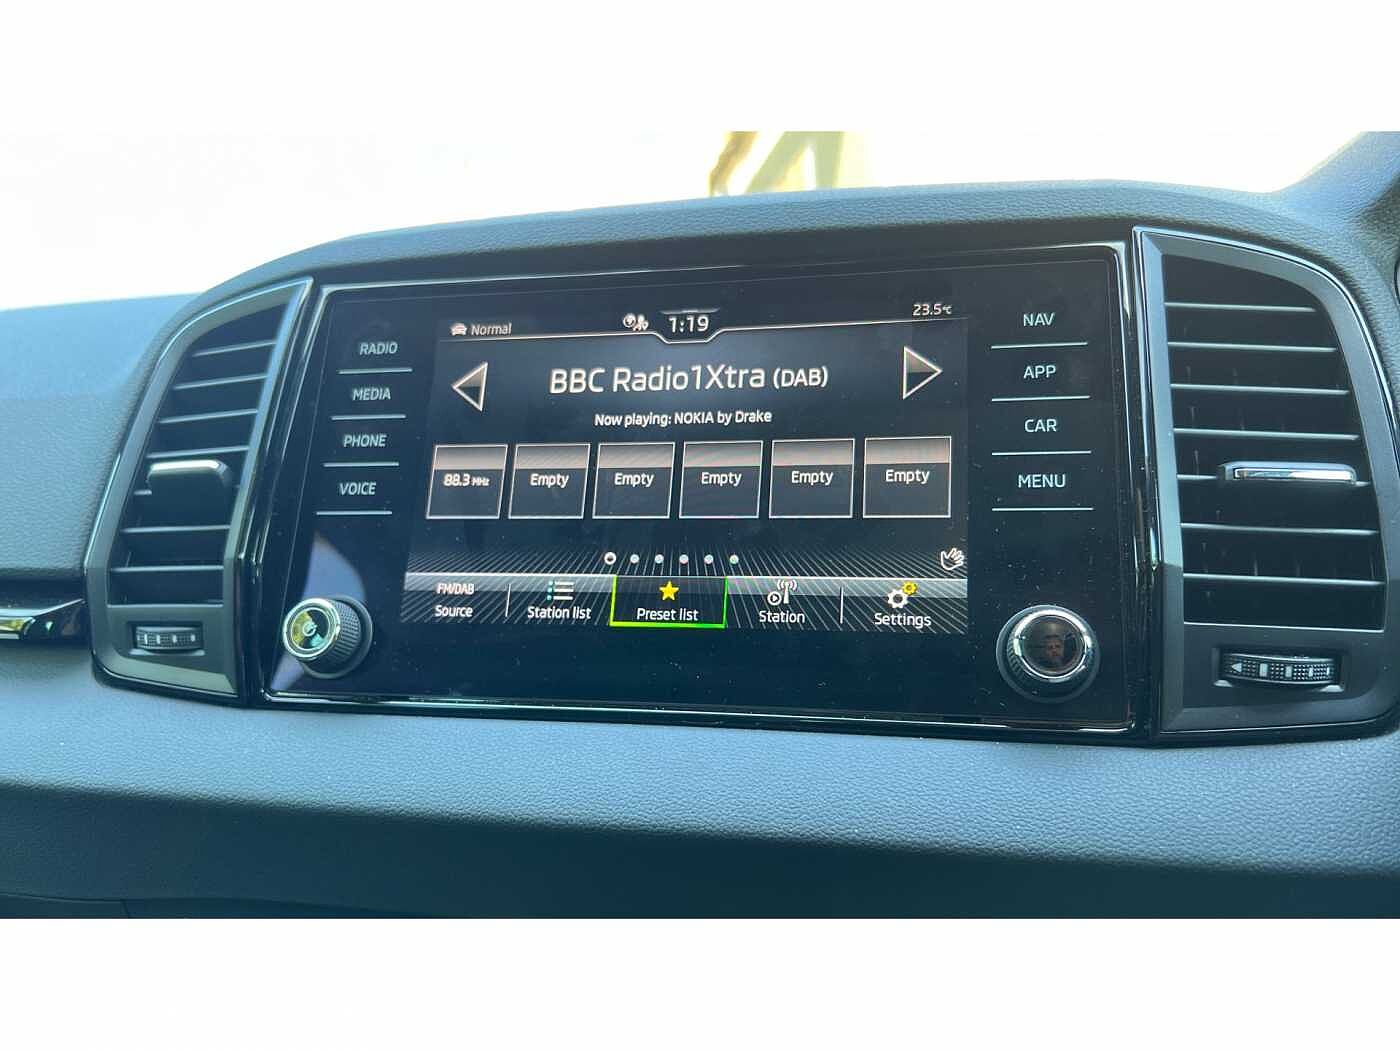 RADIO
MEDIA
PHONE
VOICE
Normal
1:19
23.5°C
BBC Radio1Xtra (DAB)
Now playing: NOKIA by Drake
88.3 MHz
Empty
Empty
Empty
Empty
Empty
FM/DAB
Source
Station list
Preset list
Station
Settings
NAV
APP
CAR
MENU